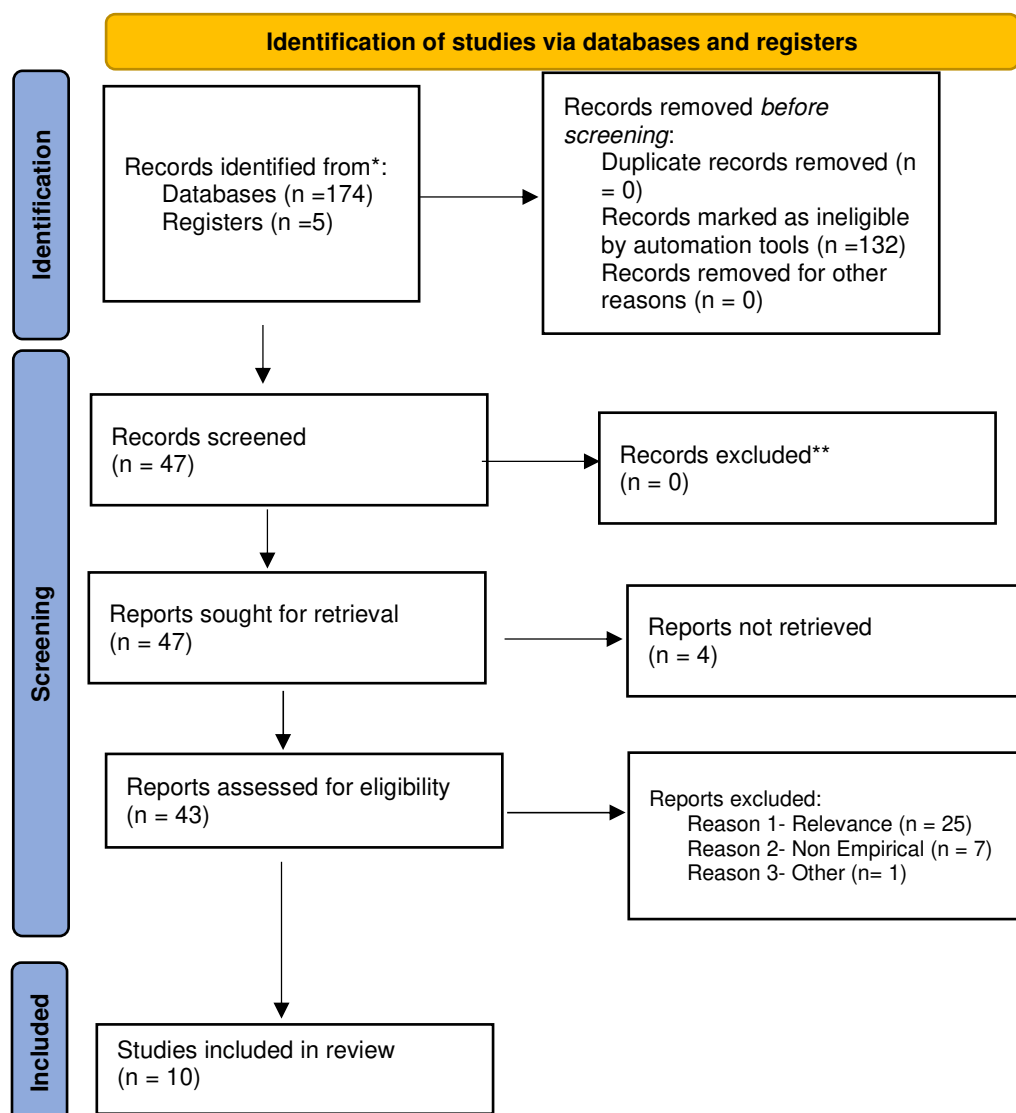 Identification of studies via databases and registers
Identification
Records identified from*:
Databases (n =174)
Registers (n =5)
Records removed before
screening:
Duplicate records removed (n
= 0)
Records marked as ineligible
by automation tools (n =132)
Records removed for other
reasons (n = 0)
Screening
Records screened
(n = 47)
Records excluded**
(n = 0)
Reports sought for retrieval
(n = 47)
Reports not retrieved
(n = 4)
Reports assessed for eligibility
(n = 43)
Reports excluded:
Reason 1- Relevance (n = 25)
Reason 2- Non Empirical (n = 7)
Reason 3- Other (n= 1)
Included
Studies included in review
(n = 10)